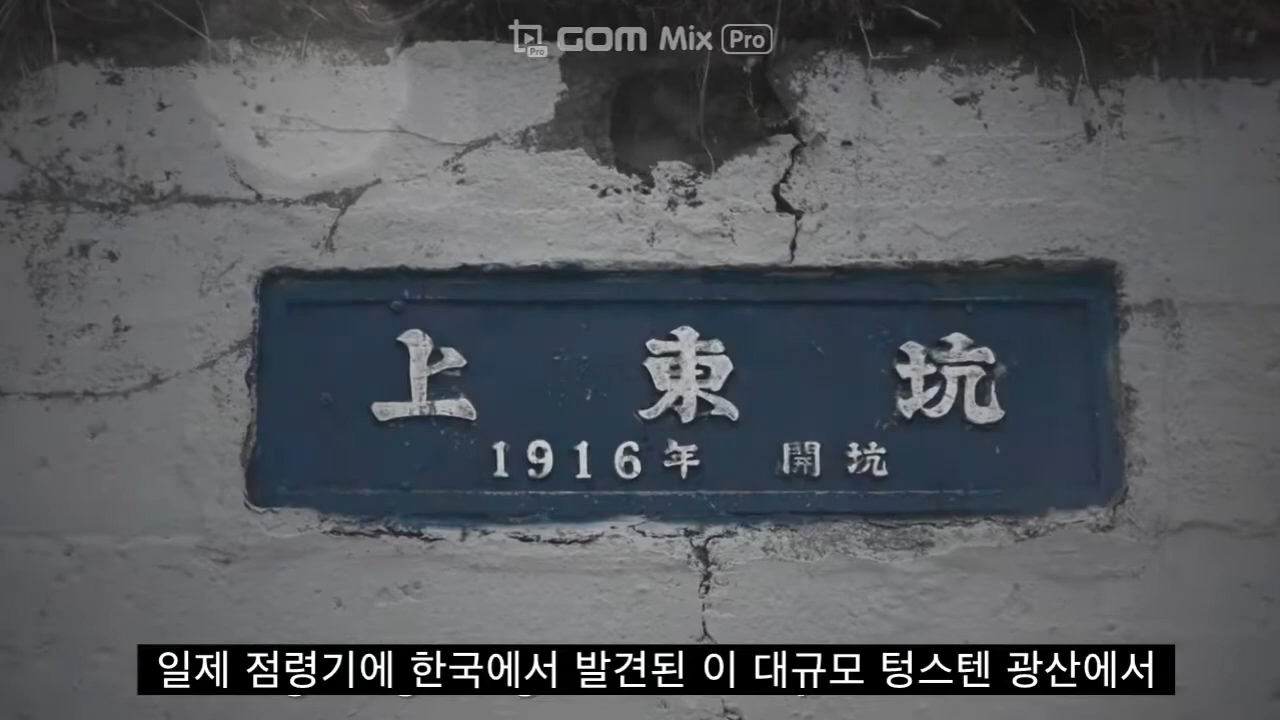 GOM Mix Pro
Pro
上東坑
1916年 開坑
일제 점령기에 한국에서 발견된 이 대규모 텅스텐 광산에서